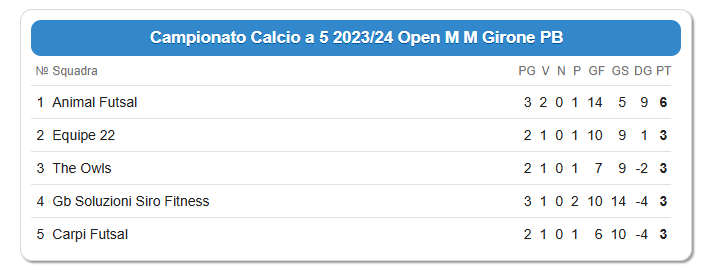 Campionato Calcio a 5 2023/24 Open M M Girone PB
№ Squadra PG V N P GF GS DG PT
1 Animal Futsal 3 2 0 1 14 5 9 6
2 Equipe 22 2 1 0 1 10 9 1 3
3 The Owls 2 1 0 1 7 9 -2 3
4 Gb Soluzioni Siro Fitness 3 1 0 2 10 14 -4 3
5 Carpi Futsal 2 1 0 1 6 10 -4 3